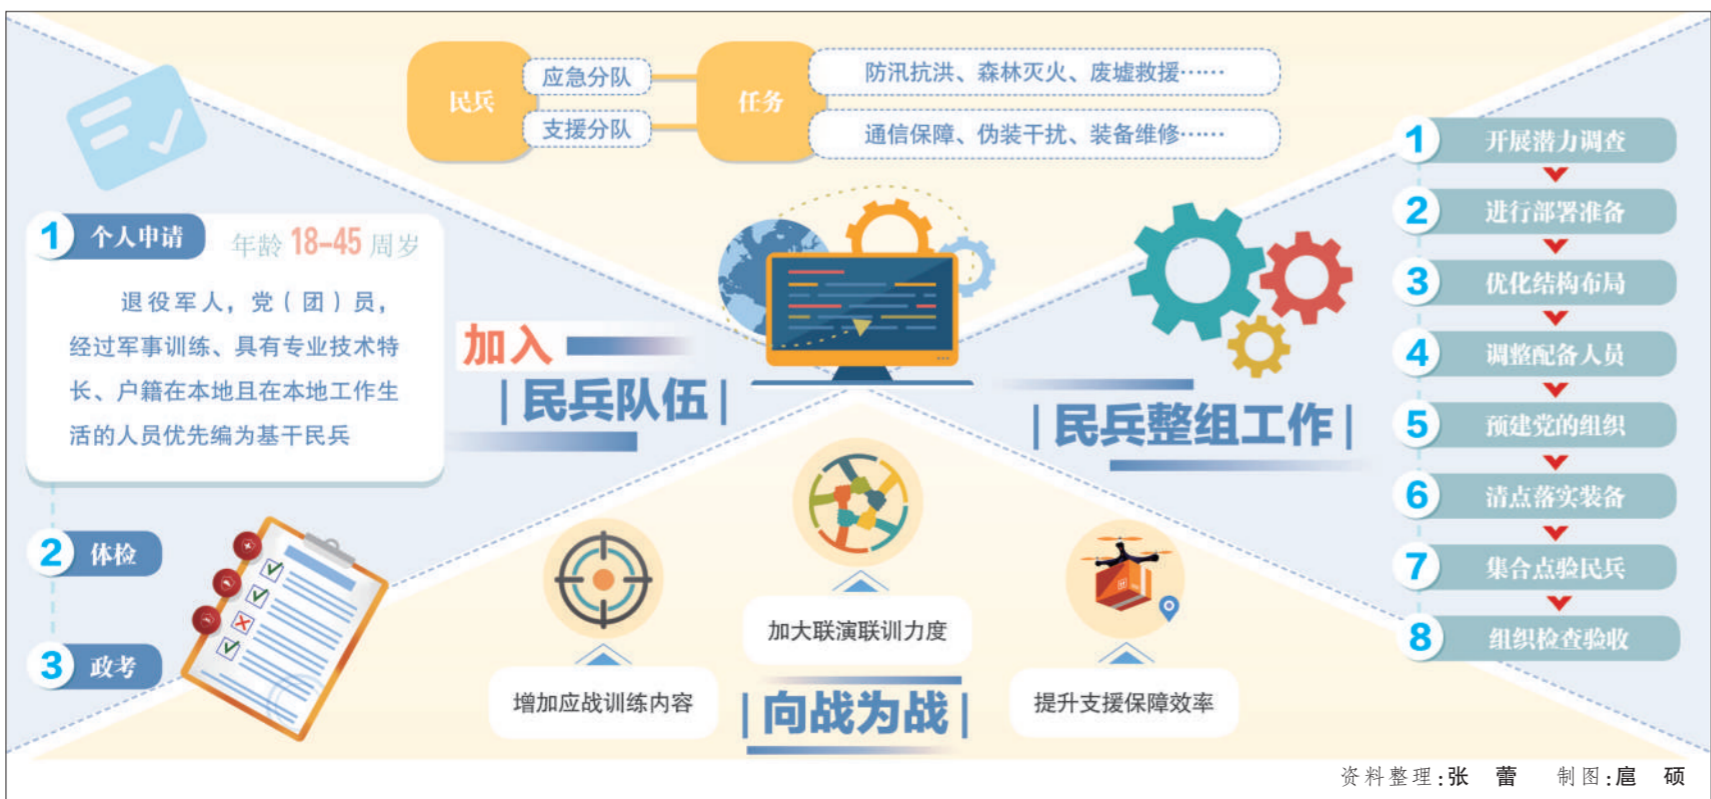 民兵
应急分队
支援分队
任务
防汛抗洪、森林灭火、废墟救援……
通信保障、伪装干扰、装备维修……
1 个人申请
年龄 18-45 周岁
退役军人，党（团）员，
经过军事训练、具有专业技术特
长、户籍在本地且在本地工作生
活的人员优先编为基干民兵
2 体检
3 政考
加入
民兵队伍
民兵整组工作
1 开展潜力调查
2 进行部署准备
3 优化结构布局
4 调整配备人员
5 预建党的组织
6 清点落实装备
7 集合点验民兵
8 组织检查验收
增加应战训练内容
加大联演联训力度
提升支援保障效率
向战为战
资料整理:张 蕾 制图:扈 硕